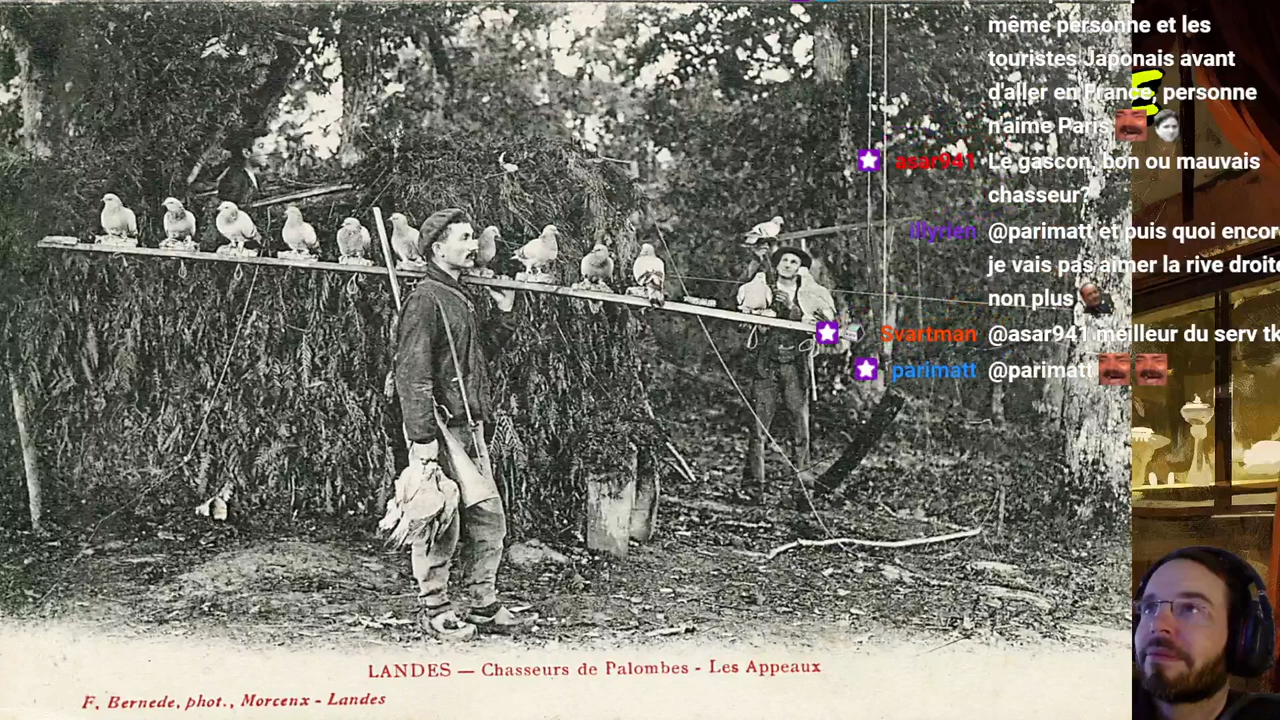 même personne et les
touristes Japonais avant
d'aller en France, personne
n'aime Paris
asar941 Le gascon, bon ou mauvais
chasseur?
illyrien @parimatt et puis quoi encore
je vais pas aimer la rive droite
non plus
Svartman @asar941 meilleur du serv tk
parimatt @parimatt
LANDES — Chasseurs de Palombes - Les Appeaux
F. Bernede, phot., Morcenx - Landes